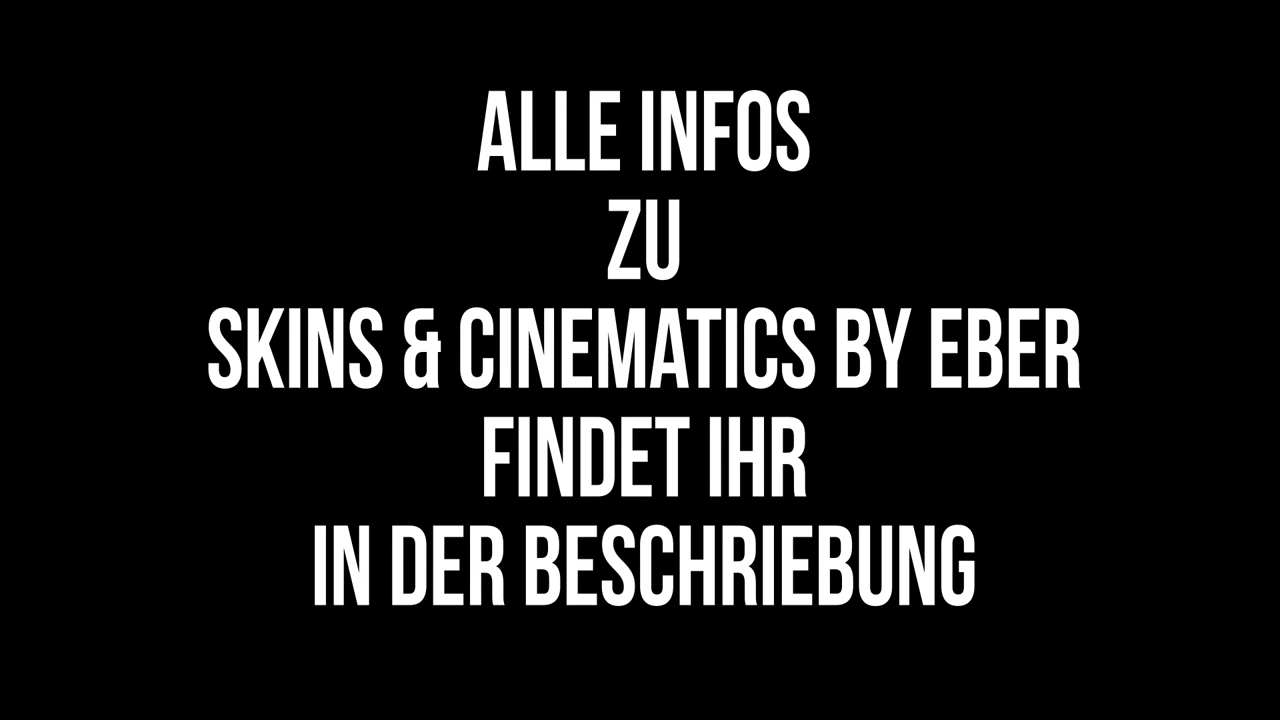 ALLE INFOS
ZU
SKINS & CINEMATICS BY EBER
FINDET IHR
IN DER BESCHRIEBUNG